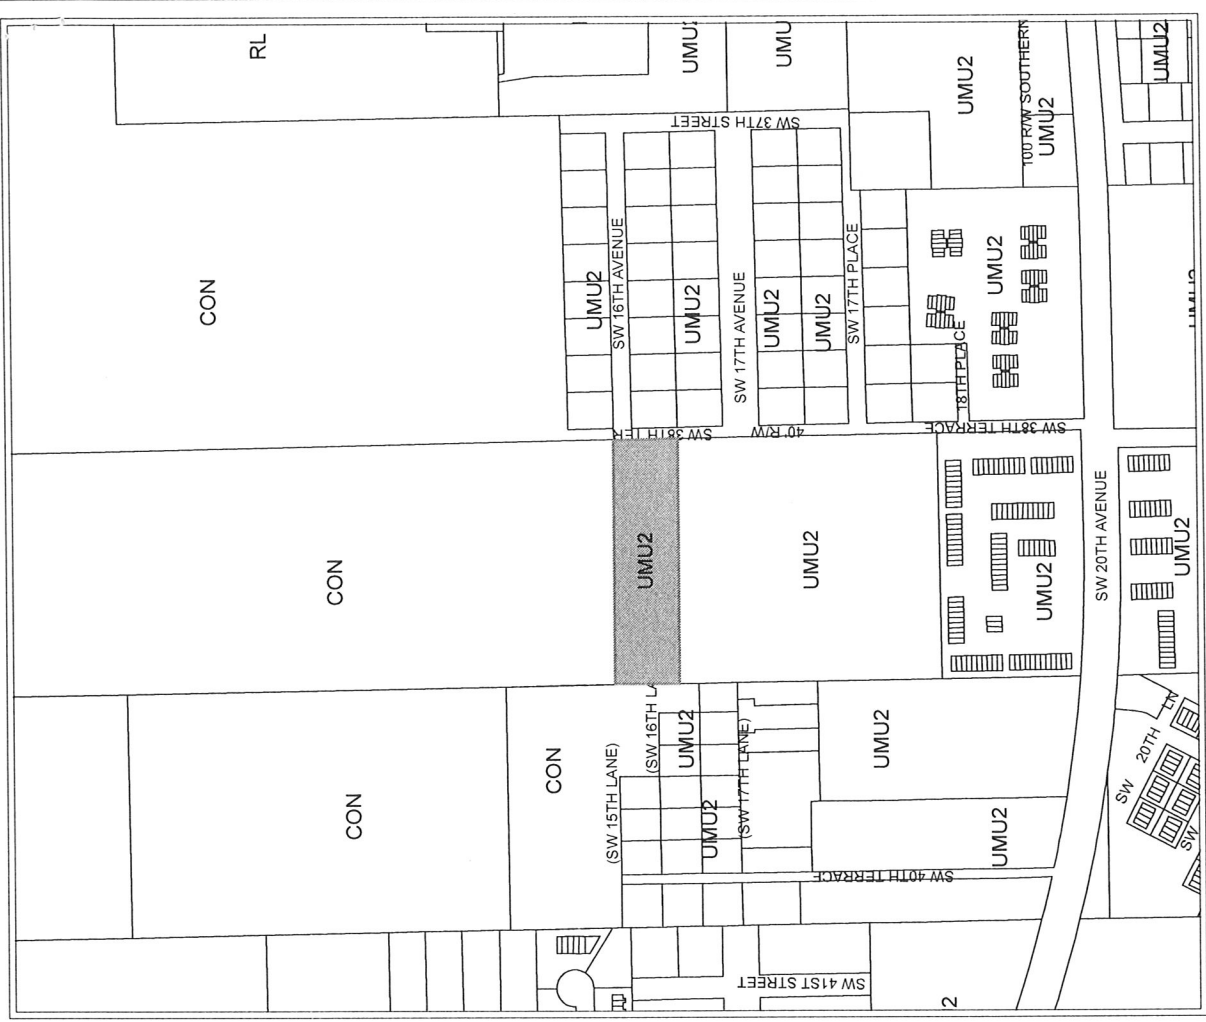 RL
UMU2
UMU
UMU2
100 R/W SOUTHERN
UMU2
UMU2
SW 37TH STREET
CON
UMU2
SW 16TH AVENUE
UMU2
SW 17TH AVENUE
UMU2
UMU2
SW 17TH PLACE
UMU2
18TH PLACE
UMU2
SW 38TH TER
40' R/W
SW 38TH TERRACE
CON
UMU2
UMU2
UMU2
SW 20TH AVENUE
UMU2
CON
CON
(SW 15TH LANE)
(SW 16TH LA
UMU2
UMU2
(SW 17TH LANE)
UMU2
UMU2
SW 40TH TERRACE
SW 20TH LN
SW
SW 41ST STREET
2